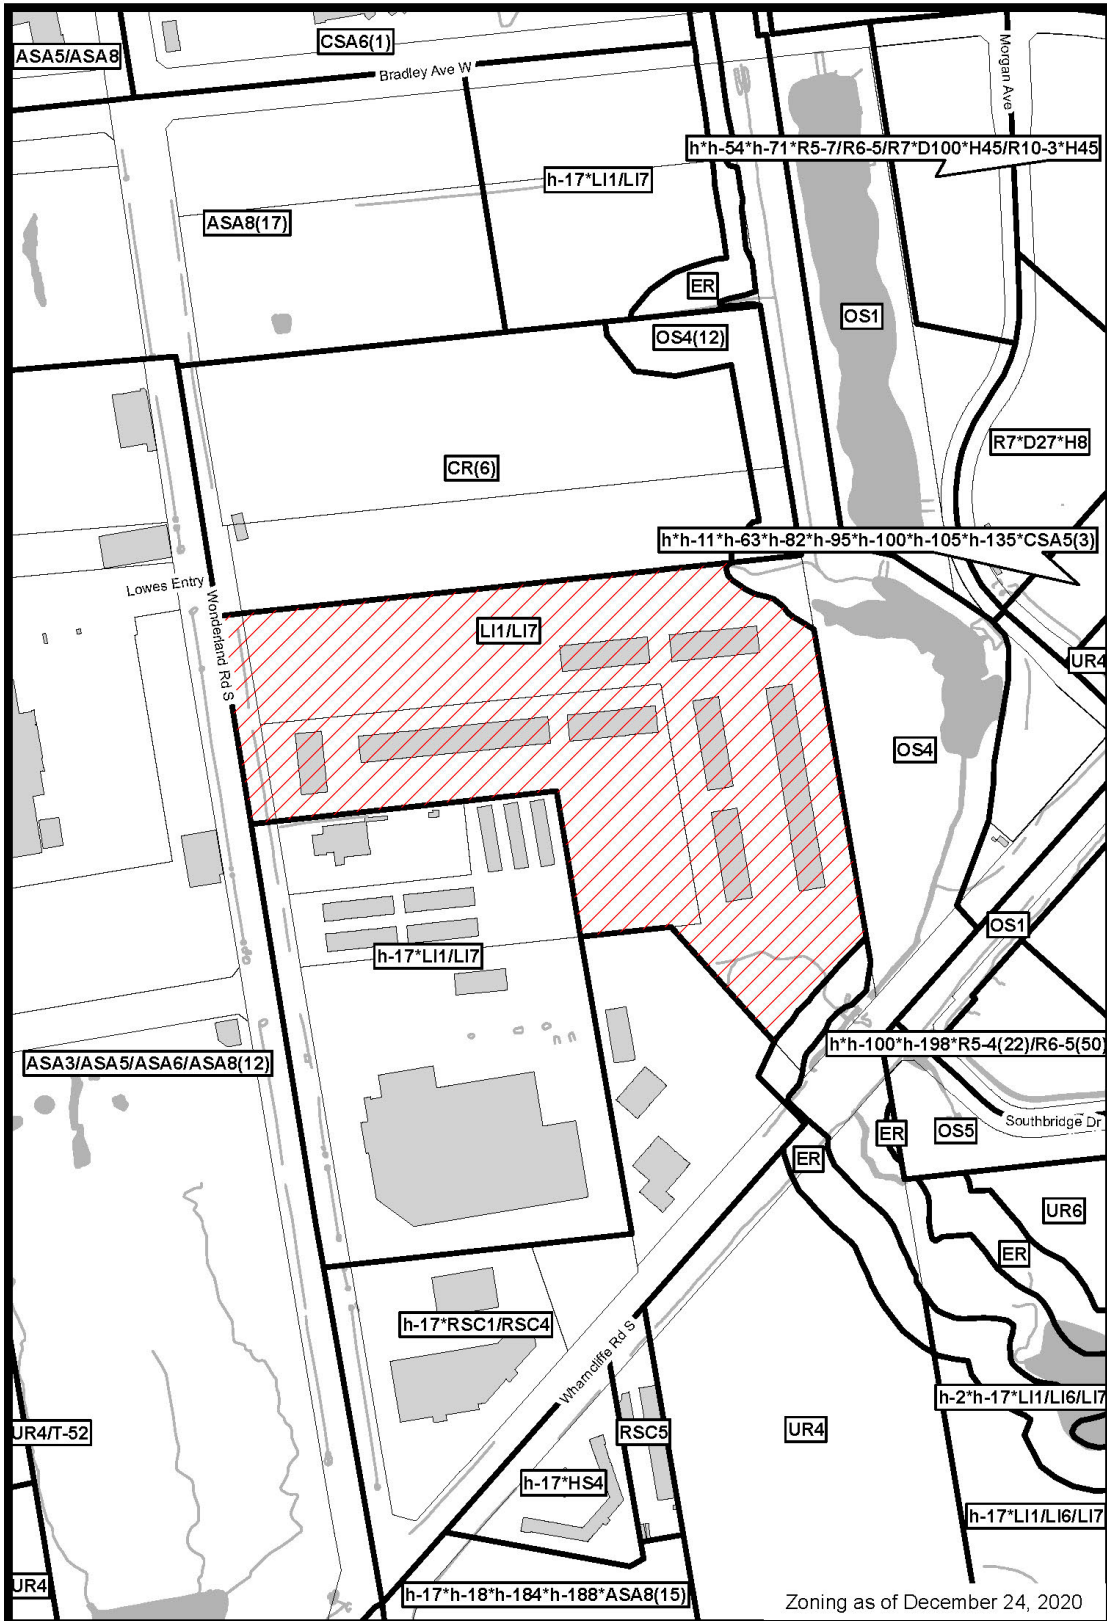 CSA6(1)
ASA5/ASA8
Bradley Ave W
Morgan Ave
h*h-54*h-71*R5-7/R6-5/R7*D100*H45/R10-3*H45
h-17*LI1/LI7
ASA8(17)
ER
OS1
OS4(12)
R7*D27*H8
CR(6)
h*h-11*h-63*h-82*h-95*h-100*h-105*h-135*CSA5(3)
Lowes Entry
Wonderland Rd S
LI1/LI7
UR4
OS4
OS1
h-17*LI1/LI7
h*h-100*h-198*R5-4(22)/R6-5(50)
ASA3/ASA5/ASA6/ASA8(12)
Southbridge Dr
ER
OS5
ER
UR6
ER
h-17*RSC1/RSC4
Wharncliffe Rd S
h-2*h-17*LI1/LI6/LI7
UR4/T-52
RSC5
UR4
h-17*HS4
h-17*LI1/LI6/LI7
UR4
h-17*h-18*h-184*h-188*ASA8(15)
Zoning as of December 24, 2020